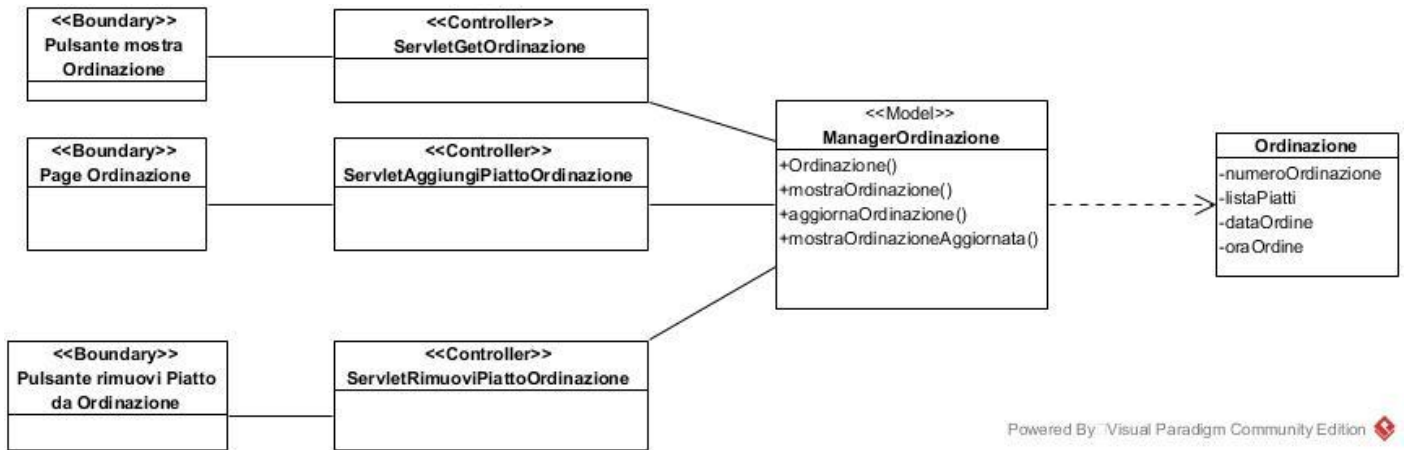 <<Boundary>>
Pulsante mostra
Ordinazione
<<Controller>>
ServletGetOrdinazione
<<Boundary>>
Page Ordinazione
<<Controller>>
ServletAggiungiPiattoOrdinazione
<<Boundary>>
Pulsante rimuovi Piatto
da Ordinazione
<<Controller>>
ServletRimuoviPiattoOrdinazione
<<Model>>
ManagerOrdinazione
+Ordinazione()
+mostraOrdinazione()
+aggiornaOrdinazione()
+mostraOrdinazioneAggiornata()
Ordinazione
-numeroOrdinazione
-listaPiatti
-dataOrdine
-oraOrdine
Powered By Visual Paradigm Community Edition